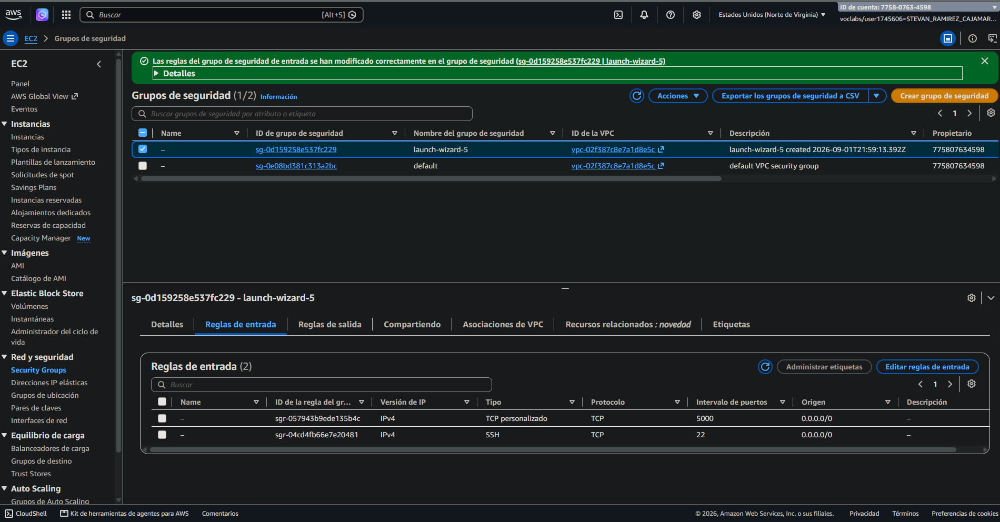 aws
Buscar [Alt+S]
Estados Unidos (Norte de Virginia)
ID de cuenta: 7758-0763-4598
voclabs/user1745606=STEVAN_RAMIREZ_CAJAMAR...
EC2 Grupos de seguridad
EC2
Panel
AWS Global View
Eventos
Instancias
Instancias
Tipos de instancia
Plantillas de lanzamiento
Solicitudes de spot
Savings Plans
Instancias reservadas
Alojamientos dedicados
Reservas de capacidad
Capacity Manager New
Imágenes
AMI
Catálogo de AMI
Elastic Block Store
Volúmenes
Instantáneas
Administrador del ciclo de
vida
Red y seguridad
Security Groups
Direcciones IP elásticas
Grupos de ubicación
Pares de claves
Interfaces de red
Equilibrio de carga
Balanceadores de carga
Grupos de destino
Trust Stores
Auto Scaling
Grupos de Auto Scaling
Las reglas del grupo de seguridad de entrada se han modificado correctamente en el grupo de seguridad (sg-0d159258e537fc229 | launch-wizard-5)
Detalles
Grupos de seguridad (1/2) Información
Acciones
Exportar los grupos de seguridad a CSV
Crear grupo de seguridad
Buscar grupos de seguridad por atributo o etiqueta
1
Name ID de grupo de seguridad Nombre del grupo de seguridad ID de la VPC Descripción Propietario
– sg-0d159258e537fc229 launch-wizard-5 vpc-02f387c8e7a1d8e5c launch-wizard-5 created 2026-09-01T21:59:13.392Z 775807634598
– sg-0e08bd381c313a2bc default vpc-02f387c8e7a1d8e5c default VPC security group 775807634598
sg-0d159258e537fc229 - launch-wizard-5
Detalles Reglas de entrada Reglas de salida Compartiendo Asociaciones de VPC Recursos relacionados : novedad Etiquetas
Reglas de entrada (2)
Administrar etiquetas
Editar reglas de entrada
Buscar
1
Name ID de la regla del gr... Versión de IP Tipo Protocolo Intervalo de puertos Origen Descripción
– sgr-057943b9ede135b4c IPv4 TCP personalizado TCP 5000 0.0.0.0/0 –
– sgr-04cd4fb66e7e20481 IPv4 SSH TCP 22 0.0.0.0/0 –
CloudShell Kit de herramientas de agentes para AWS Comentarios
© 2026, Amazon Web Services, Inc. o sus filiales. Privacidad Términos Preferencias de cookies